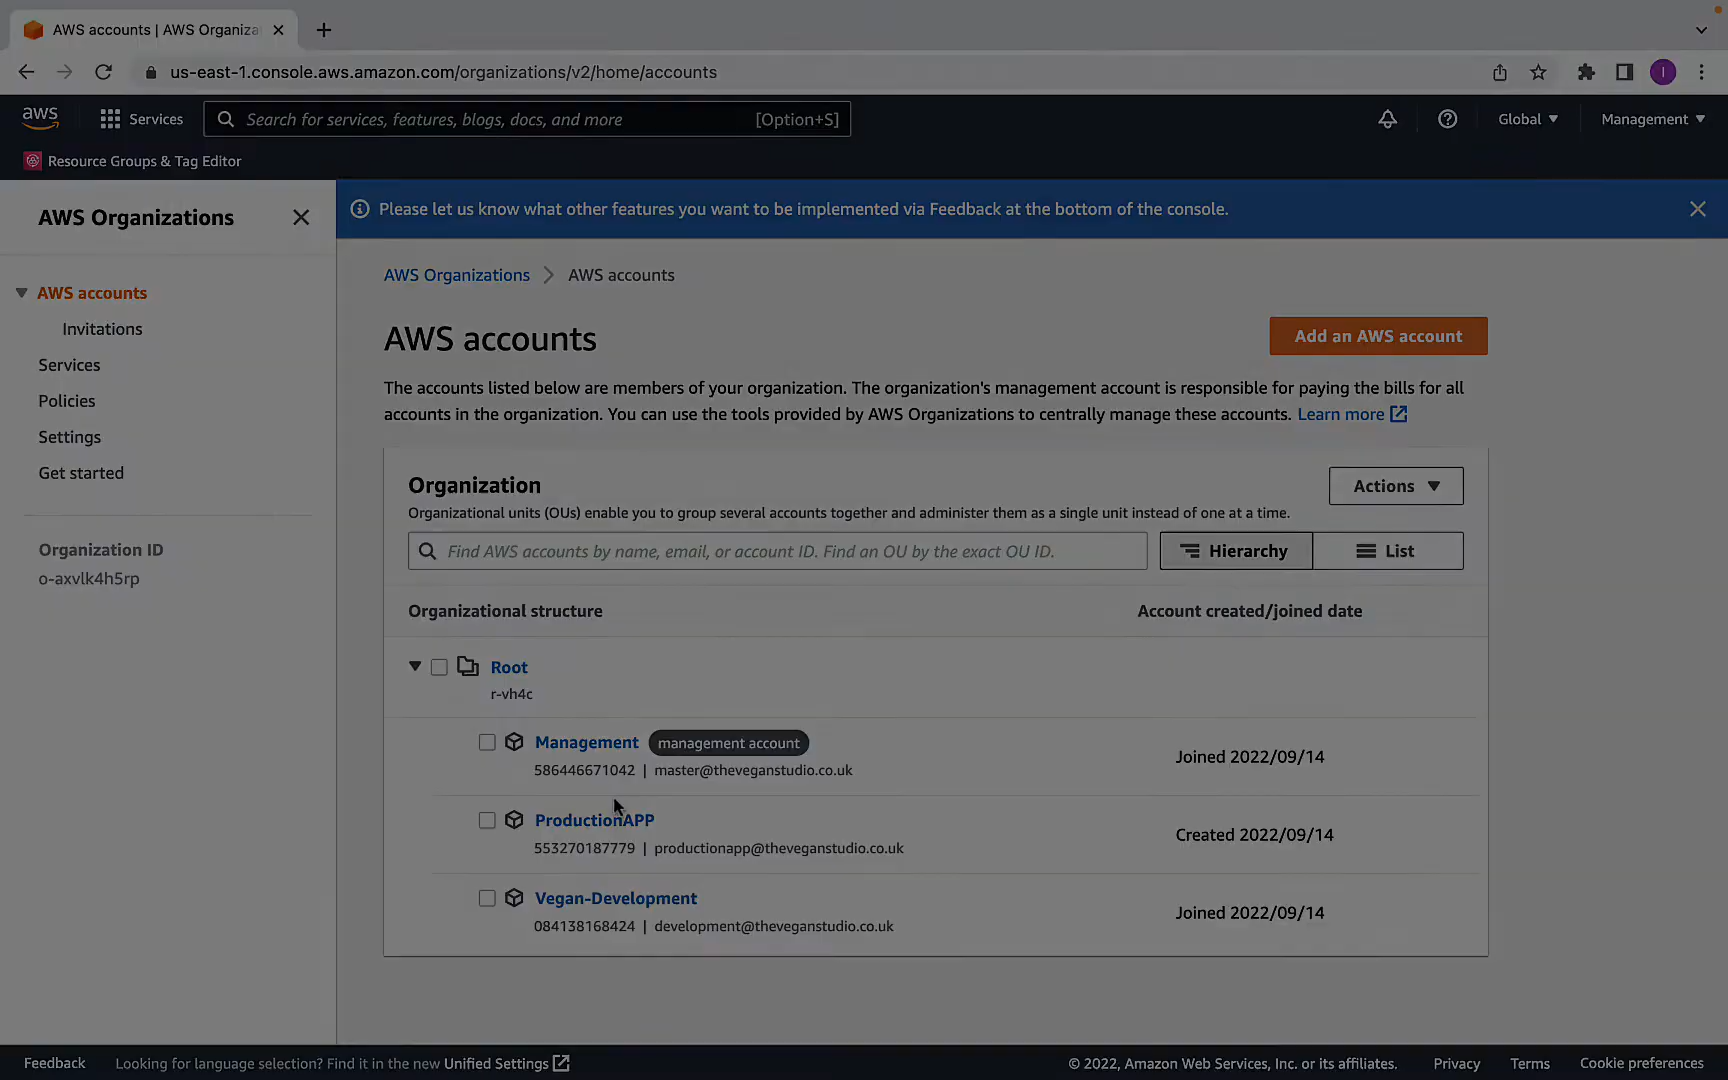 AWS accounts | AWS Organiza
us-east-1.console.aws.amazon.com/organizations/v2/home/accounts
I
aws
Services
Search for services, features, blogs, docs, and more
[Option+S]
Global
Management
Resource Groups & Tag Editor
AWS Organizations
Please let us know what other features you want to be implemented via Feedback at the bottom of the console.
AWS accounts
Invitations
Services
Policies
Settings
Get started
Organization ID
o-axvlk4h5rp
AWS Organizations
AWS accounts
AWS accounts
Add an AWS account
The accounts listed below are members of your organization. The organization's management account is responsible for paying the bills for all
accounts in the organization. You can use the tools provided by AWS Organizations to centrally manage these accounts. Learn more
Organization
Actions
Organizational units (OUs) enable you to group several accounts together and administer them as a single unit instead of one at a time.
Find AWS accounts by name, email, or account ID. Find an OU by the exact OU ID.
Hierarchy
List
Organizational structure
Account created/joined date
Root
r-vh4c
Management management account
586446671042 | master@theveganstudio.co.uk
Joined 2022/09/14
ProductionAPP
553270187779 | productionapp@theveganstudio.co.uk
Created 2022/09/14
Vegan-Development
084138168424 | development@theveganstudio.co.uk
Joined 2022/09/14
Feedback
Looking for language selection? Find it in the new Unified Settings
© 2022, Amazon Web Services, Inc. or its affiliates.
Privacy
Terms
Cookie preferences